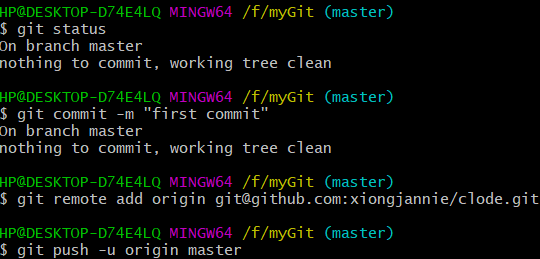 HP@DESKTOP-D74E4LQ MINGW64 /f/myGit (master)
$ git status
On branch master
nothing to commit, working tree clean
HP@DESKTOP-D74E4LQ MINGW64 /f/myGit (master)
$ git commit -m "first commit"
On branch master
nothing to commit, working tree clean
HP@DESKTOP-D74E4LQ MINGW64 /f/myGit (master)
$ git remote add origin git@github.com:xiongjannie/clode.git
HP@DESKTOP-D74E4LQ MINGW64 /f/myGit (master)
$ git push -u origin master